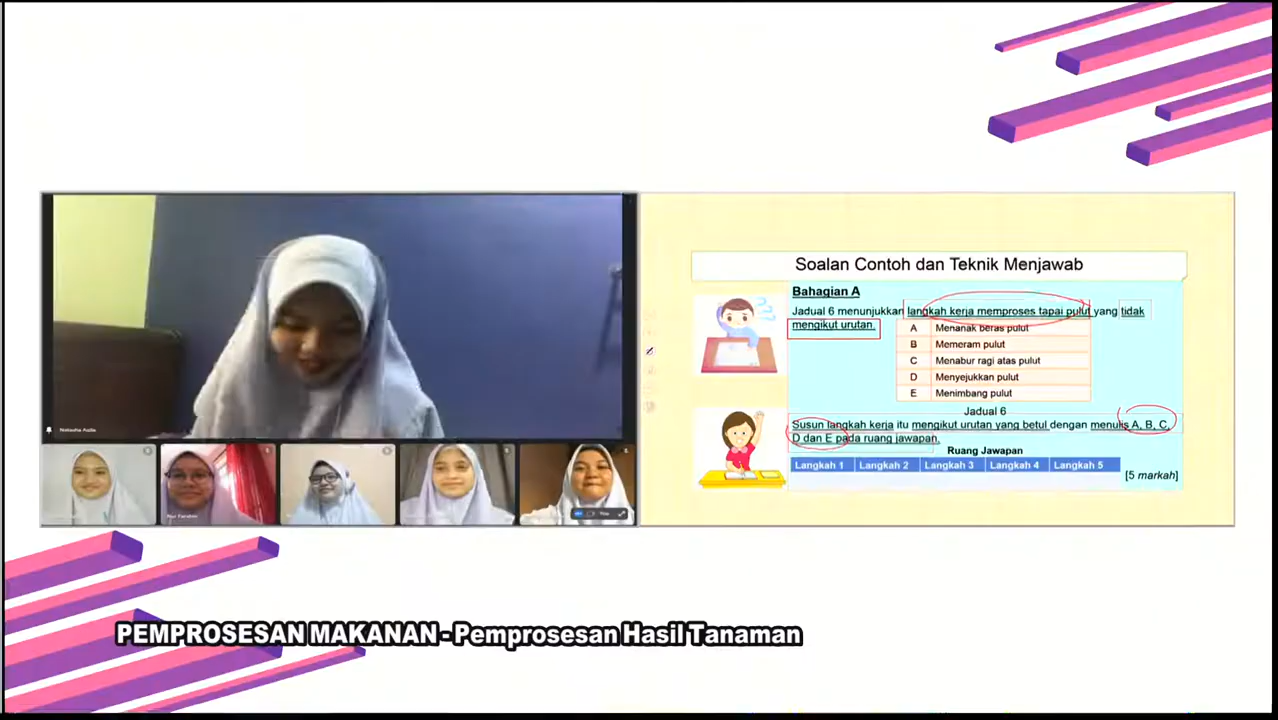 Soalan Contoh dan Teknik Menjawab
Bahagian A
Jadual 6 menunjukkan langkah kerja memproses tapai pulut yang tidak
mengikut urutan.
A Menanak beras pulut
B Memeram pulut
C Menabur ragi atas pulut
D Menyejukkan pulut
E Menimbang pulut
Jadual 6
Susun langkah kerja itu mengikut urutan yang betul dengan menulis A, B, C,
D dan E pada ruang jawapan.
Ruang Jawapan
Langkah 1 Langkah 2 Langkah 3 Langkah 4 Langkah 5
[5 markah]
PEMPROSESAN MAKANAN - Pemprosesan Hasil Tanaman